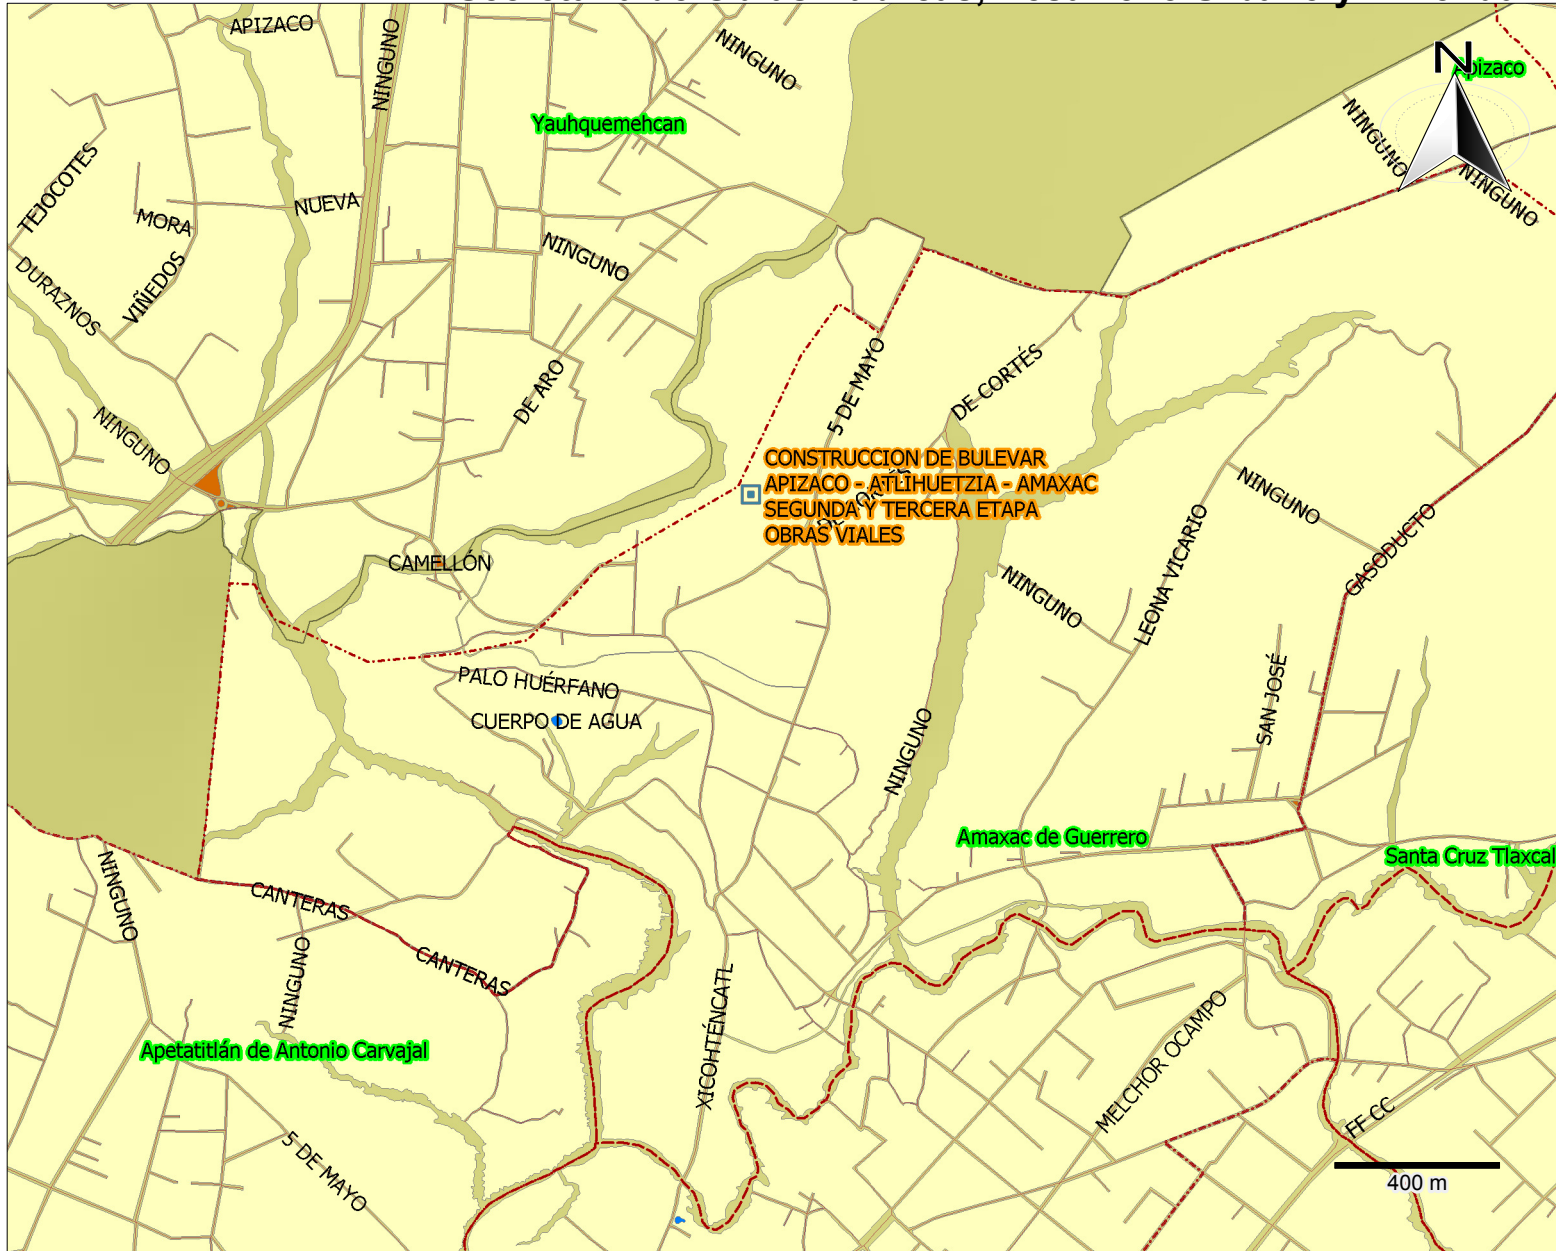 APIZACO
NINGUNO
NINGUNO
N
Apizaco
Yauhquemehcan
NINGUNO
NINGUNO
TEJOCOTES
MORA
NUEVA
NINGUNO
VIÑEDOS
DURAZNOS
DE ARO
5 DE MAYO
DE CORTÉS
NINGUNO
CONSTRUCCION DE BULEVAR
APIZACO - ATLIHUETZIA - AMAXAC
SEGUNDA Y TERCERA ETAPA
OBRAS VIALES
NINGUNO
GASODUCTO
LEONA VICARIO
CAMELLÓN
NINGUNO
SAN JOSÉ
PALO HUÉRFANO
CUERPO DE AGUA
NINGUNO
Amaxac de Guerrero
Santa Cruz Tlaxcal
NINGUNO
CANTERAS
CANTERAS
NINGUNO
XICOHTÉNCATL
MELCHOR OCAMPO
Apetatitlán de Antonio Carvajal
FF CC
5 DE MAYO
400 m